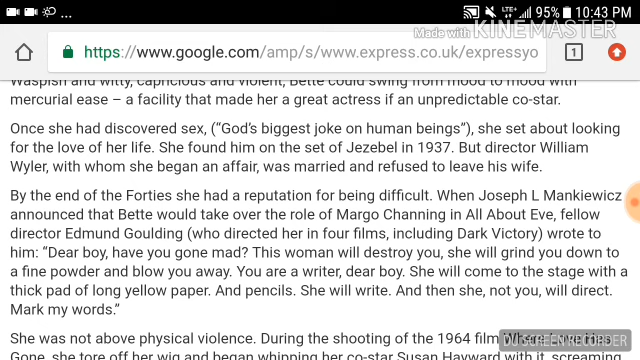 LTE+ 95% 10:43 PM
Made with KINEMASTER
https://www.google.com/amp/s/www.express.co.uk/expressyo
1
Waspish and witty, capricious and violent, Bette could swing from mood to mood with
mercurial ease – a facility that made her a great actress if an unpredictable co-star.
Once she had discovered sex, (“God’s biggest joke on human beings”), she set about looking
for the love of her life. She found him on the set of Jezebel in 1937. But director William
Wyler, with whom she began an affair, was married and refused to leave his wife.
By the end of the Forties she had a reputation for being difficult. When Joseph L Mankiewicz
announced that Bette would take over the role of Margo Channing in All About Eve, fellow
director Edmund Goulding (who directed her in four films, including Dark Victory) wrote to
him: “Dear boy, have you gone mad? This woman will destroy you, she will grind you down to
a fine powder and blow you away. You are a writer, dear boy. She will come to the stage with a
thick pad of long yellow paper. And pencils. She will write. And then she, not you, will direct.
Mark my words.”
She was not above physical violence. During the shooting of the 1964 film Where Love Has
DU SCREEN RECORDER
Gone, she tore off her wig and began whipping her co-star Susan Hayward with it, screaming